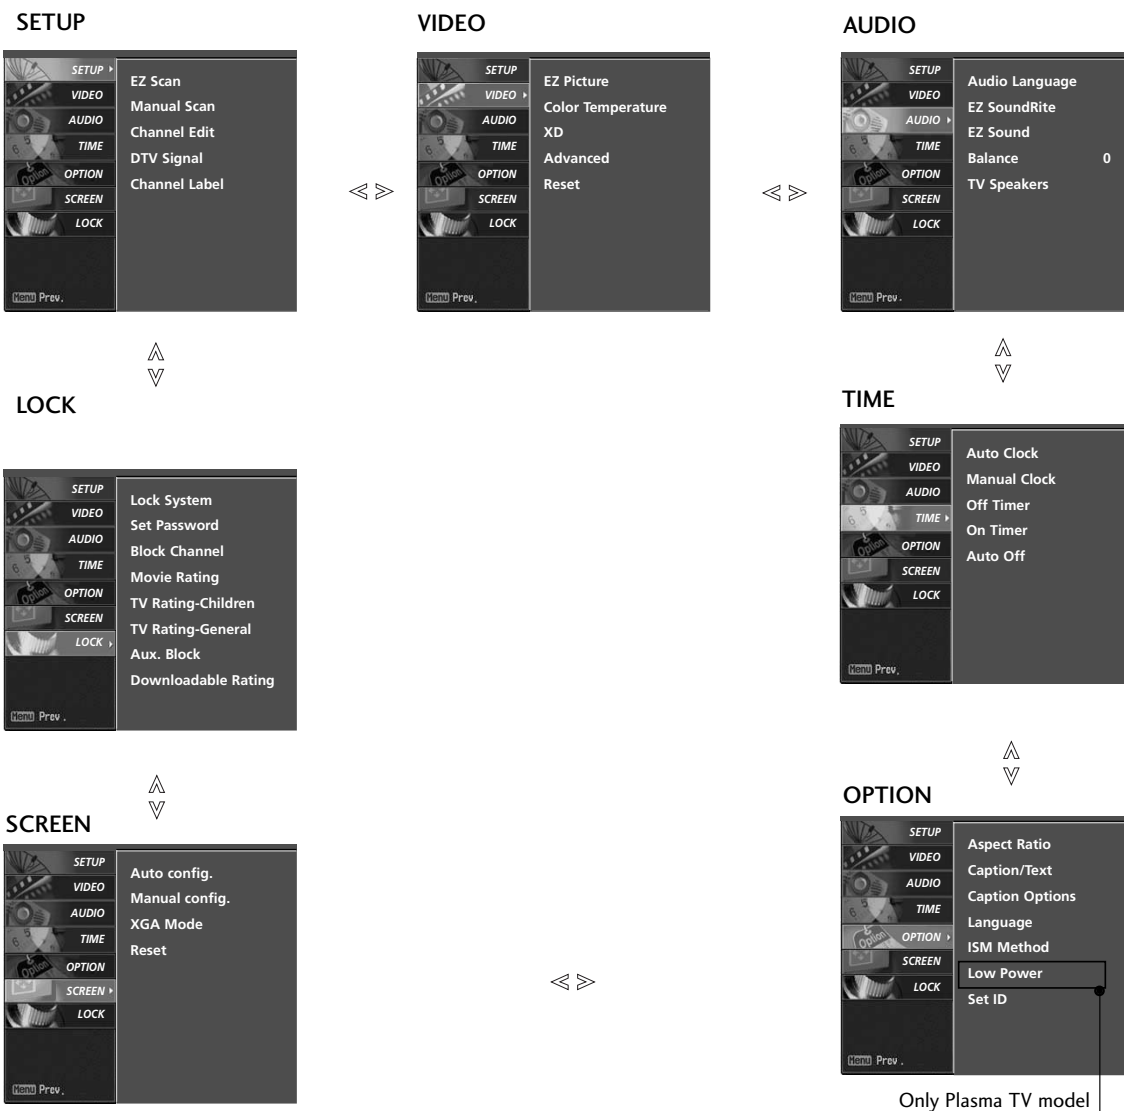 SETUP
SETUP
VIDEO
AUDIO
TIME
OPTION
SCREEN
LOCK
Menu Prev.
EZ Scan
Manual Scan
Channel Edit
DTV Signal
Channel Label
VIDEO
SETUP
VIDEO
AUDIO
TIME
Option
OPTION
SCREEN
LOCK
Menu Prev.
EZ Picture
Color Temperature
XD
Advanced
Reset
AUDIO
SETUP
VIDEO
AUDIO
TIME
Option
OPTION
SCREEN
LOCK
Menu Prev.
Audio Language
EZ SoundRite
EZ Sound
Balance 0
TV Speakers
LOCK
SETUP
VIDEO
AUDIO
TIME
Option
OPTION
SCREEN
LOCK
Menu Prev.
Lock System
Set Password
Block Channel
Movie Rating
TV Rating-Children
TV Rating-General
Aux. Block
Downloadable Rating
TIME
SETUP
VIDEO
AUDIO
TIME
Option
OPTION
SCREEN
LOCK
Menu Prev.
Auto Clock
Manual Clock
Off Timer
On Timer
Auto Off
SCREEN
SETUP
VIDEO
AUDIO
TIME
Option
OPTION
SCREEN
LOCK
Menu Prev.
Auto config.
Manual config.
XGA Mode
Reset
OPTION
SETUP
VIDEO
AUDIO
TIME
Option
OPTION
SCREEN
LOCK
Menu Prev.
Aspect Ratio
Caption/Text
Caption Options
Language
ISM Method
Low Power
Set ID
Only Plasma TV model